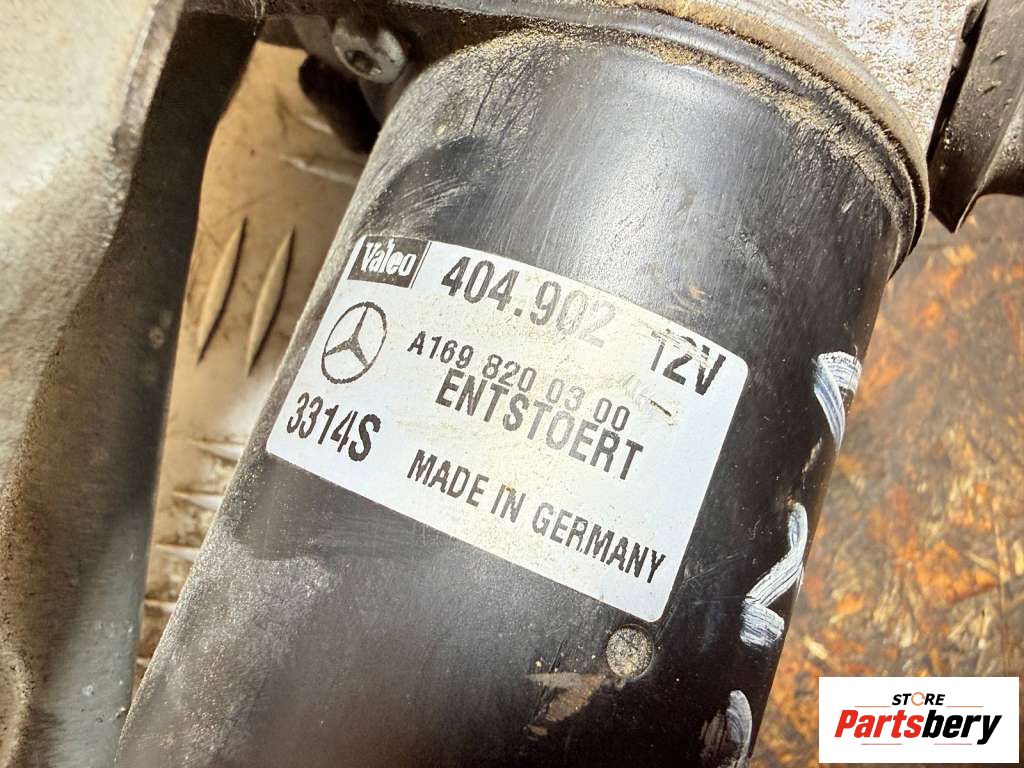 Valeo 404.902 12V
A169 820 03 00
ENTSTOERT
3314S
MADE IN GERMANY
STORE
Partsbery